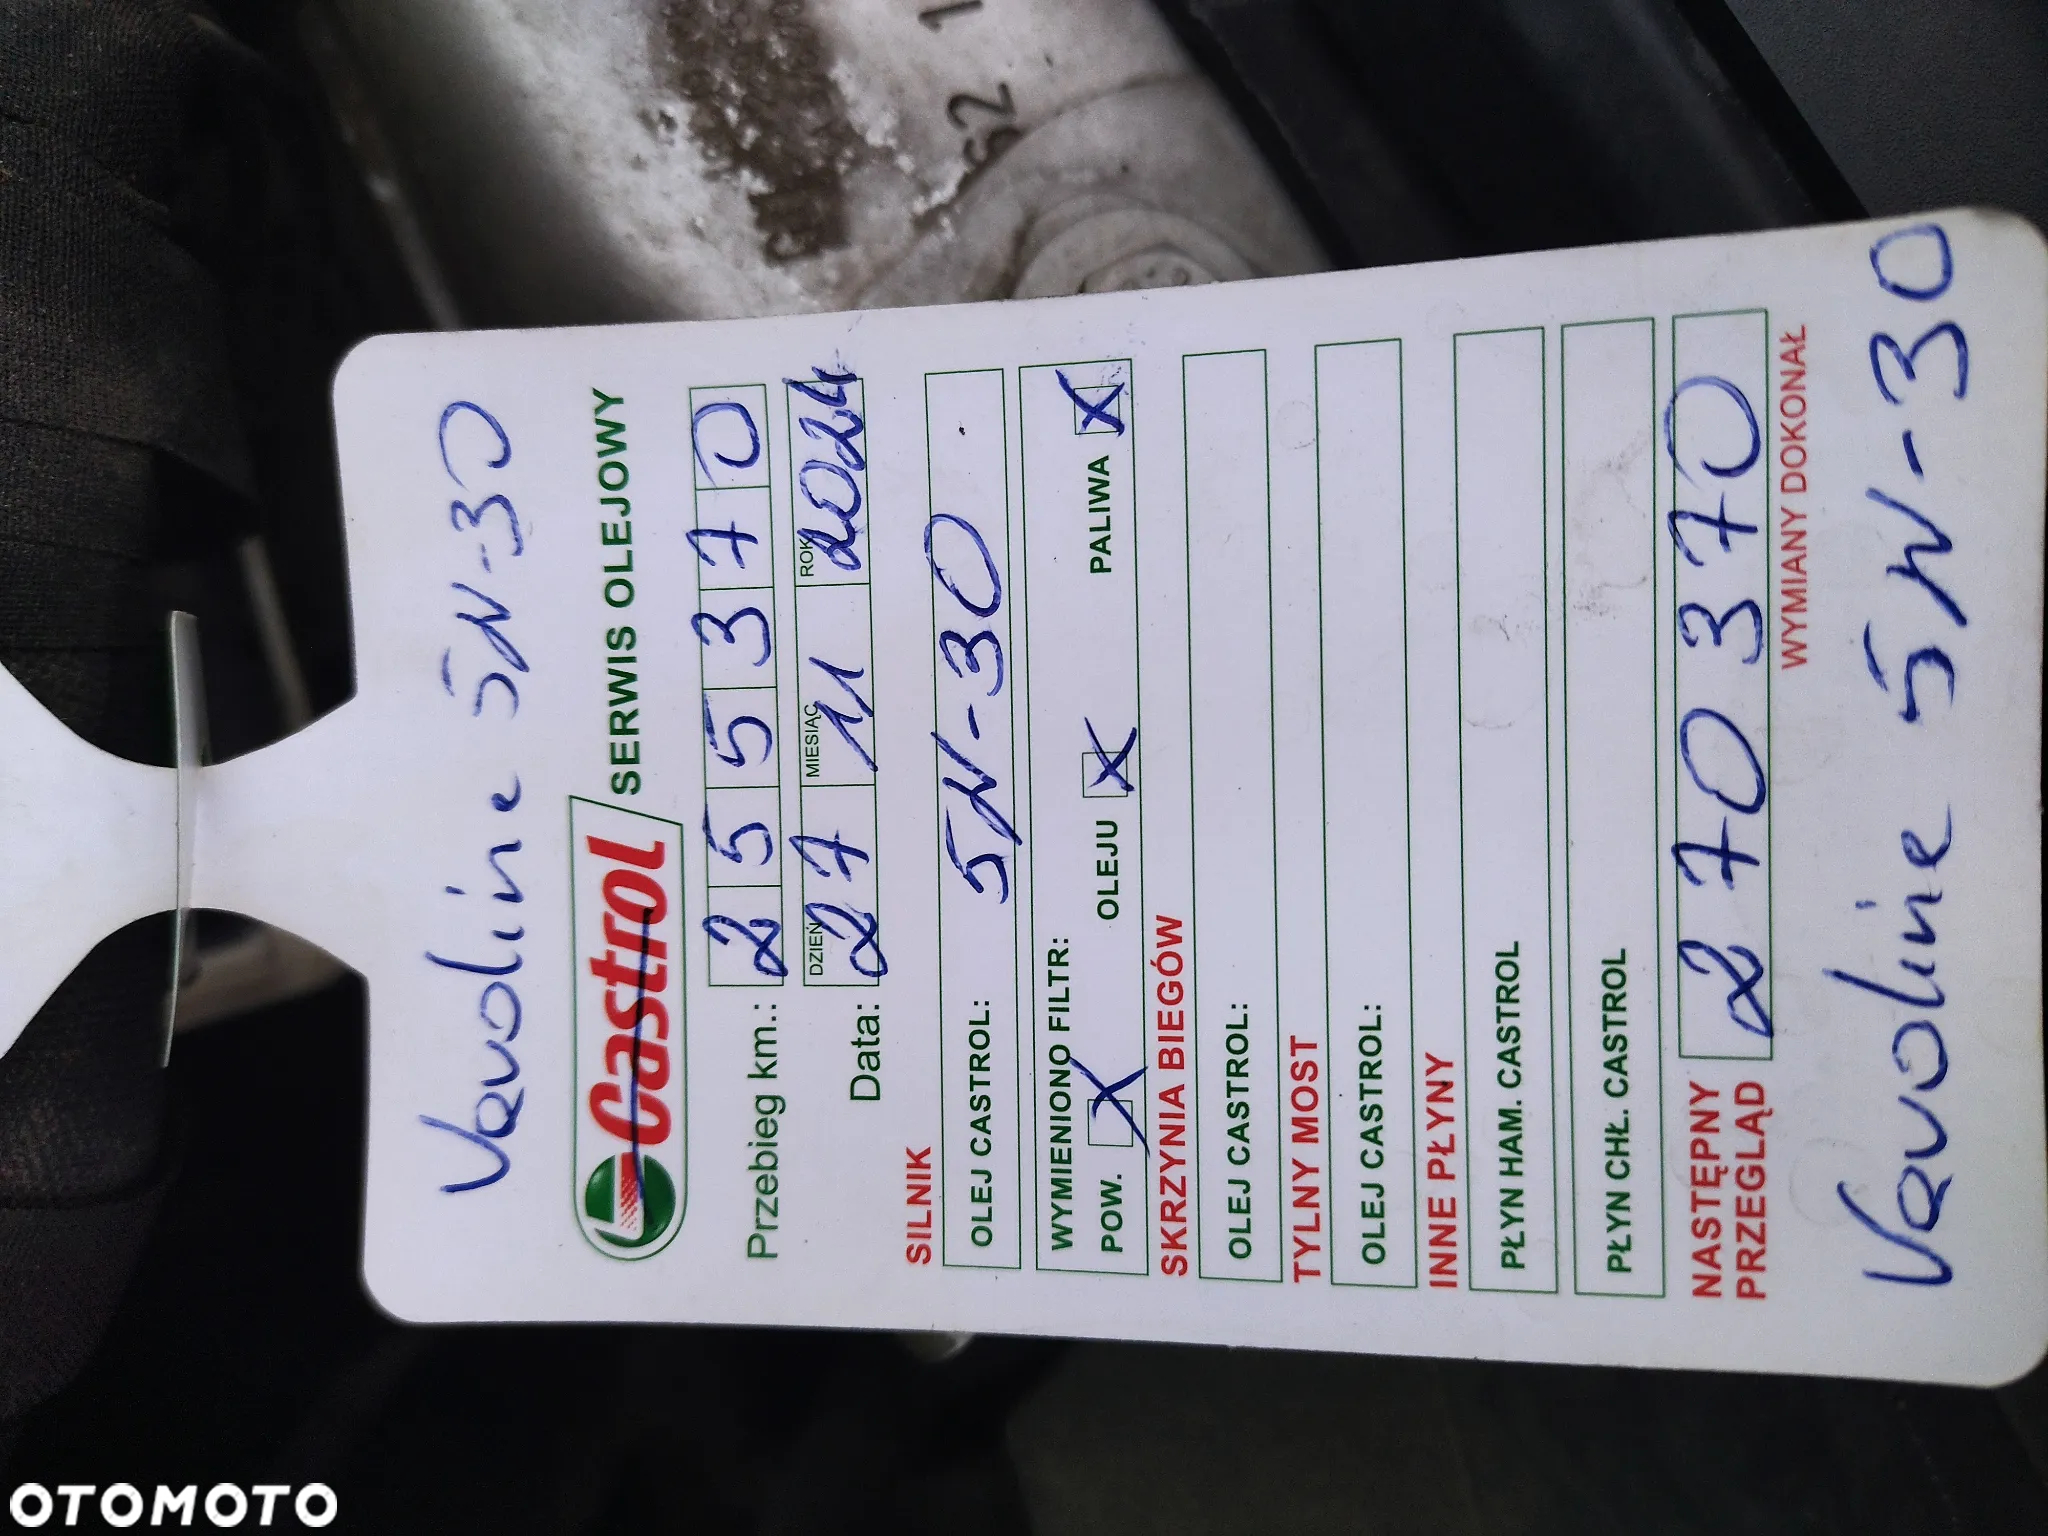 Vavoline 5W-30
Castrol SERWIS OLEJOWY
Przebieg km.: 255370
DZIEŃ MIESIĄC ROK
Data: 27 11 2024
SILNIK
OLEJ CASTROL: 5W-30
WYMIENIONO FILTR:
POW. X OLEJU X PALIWA X
SKRZYNIA BIEGÓW
OLEJ CASTROL:
TYLNY MOST
OLEJ CASTROL:
INNE PŁYNY
PŁYN HAM. CASTROL
PŁYN CHŁ. CASTROL
NASTĘPNY
PRZEGLĄD 270370
WYMIANY DOKONAŁ
Vavoline 5W-30
OTOMOTO